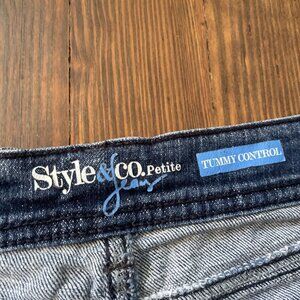 Style&co. Petite
Jeans
TUMMY CONTROL